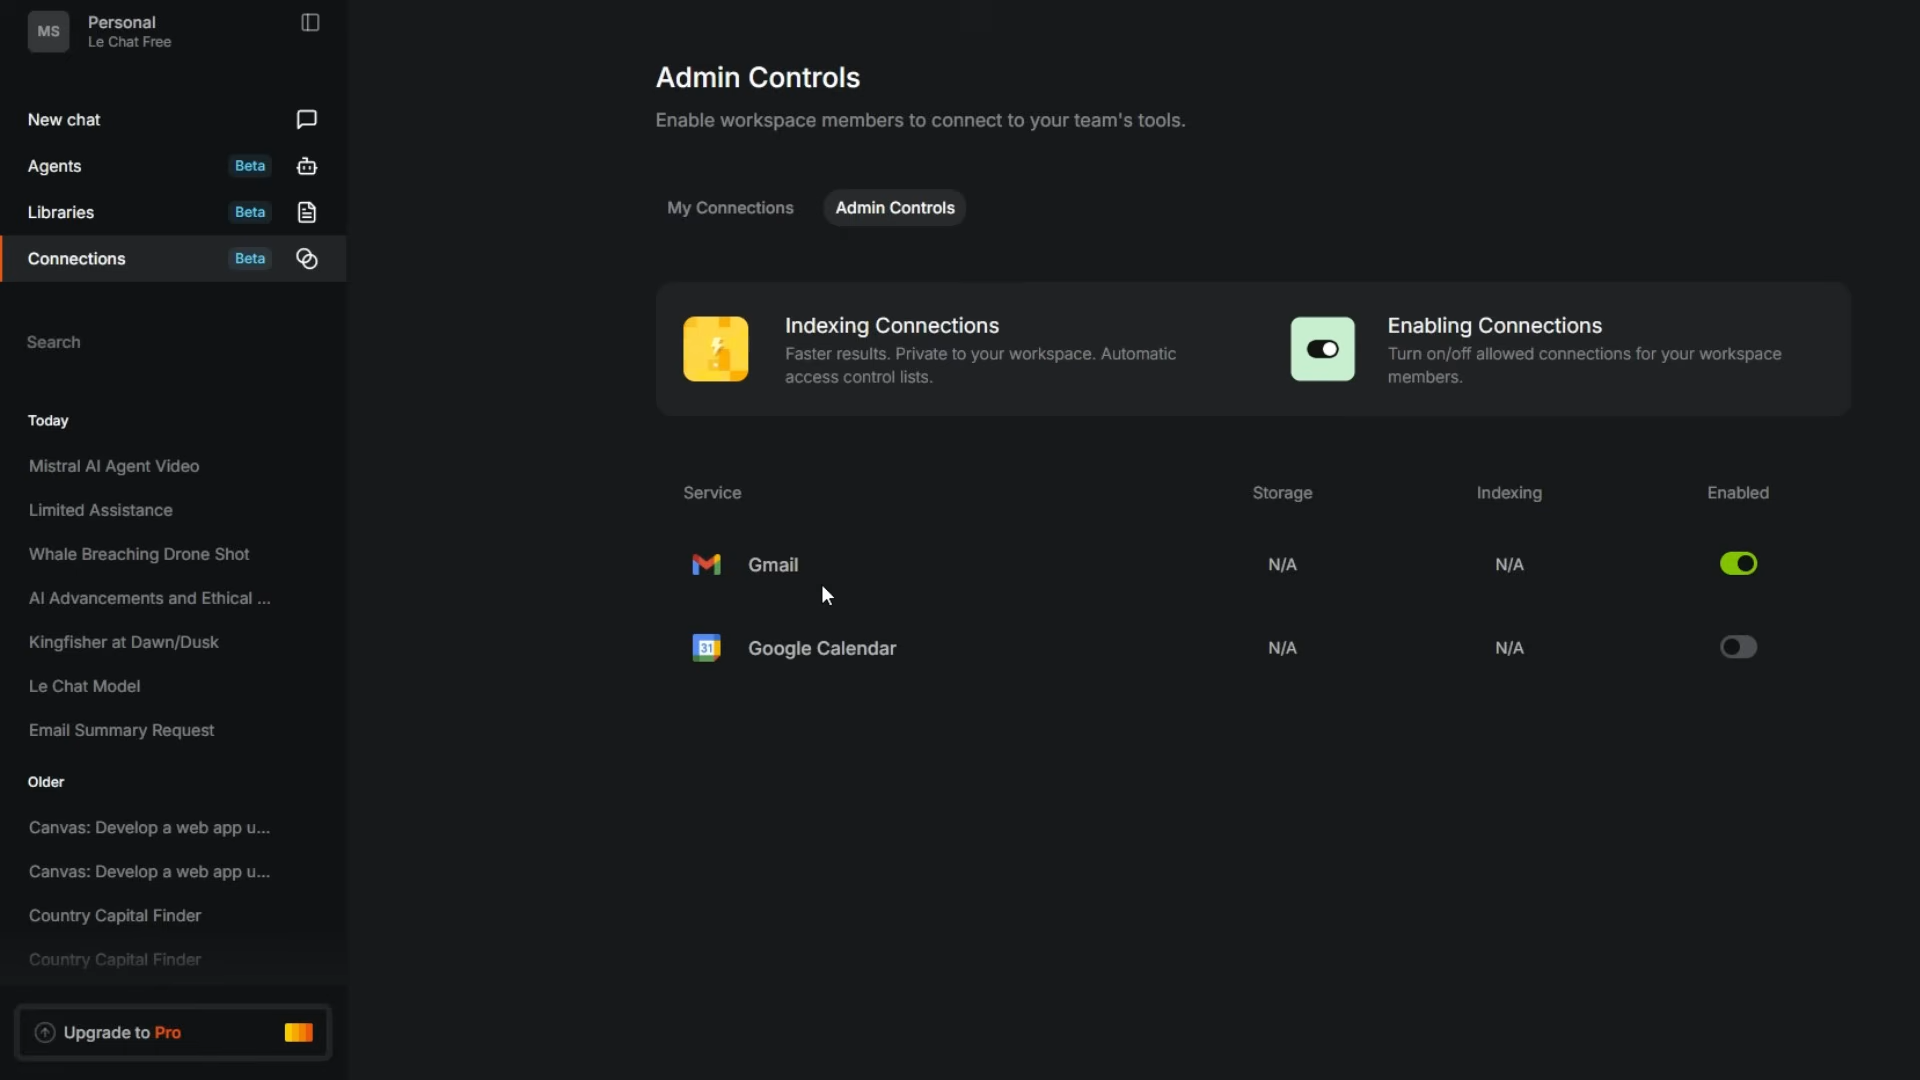 MS
Personal
Le Chat Free
New chat
Agents Beta
Libraries Beta
Connections Beta
Search
Today
Mistral AI Agent Video
Limited Assistance
Whale Breaching Drone Shot
AI Advancements and Ethical ...
Kingfisher at Dawn/Dusk
Le Chat Model
Email Summary Request
Older
Canvas: Develop a web app u...
Canvas: Develop a web app u...
Country Capital Finder
Country Capital Finder
Upgrade to Pro
Admin Controls
Enable workspace members to connect to your team's tools.
My Connections Admin Controls
Indexing Connections
Faster results. Private to your workspace. Automatic
access control lists.
Enabling Connections
Turn on/off allowed connections for your workspace
members.
Service Storage Indexing Enabled
Gmail N/A N/A
31 Google Calendar N/A N/A